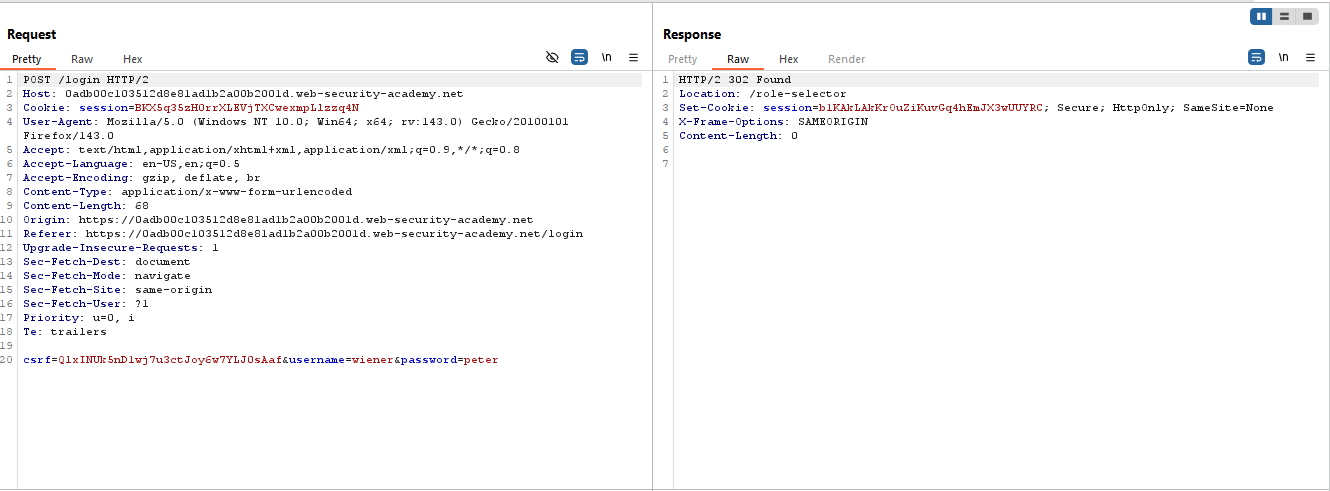 Request
Pretty Raw Hex \n
1 POST /login HTTP/2
2 Host: 0adb00c103512d8e81ad1b2a00b2001d.web-security-academy.net
3 Cookie: session=BKX5q35zHOrrXLEVjTXCwexmpL1zzq4N
4 User-Agent: Mozilla/5.0 (Windows NT 10.0; Win64; x64; rv:143.0) Gecko/20100101
Firefox/143.0
5 Accept: text/html,application/xhtml+xml,application/xml;q=0.9,*/*;q=0.8
6 Accept-Language: en-US,en;q=0.5
7 Accept-Encoding: gzip, deflate, br
8 Content-Type: application/x-www-form-urlencoded
9 Content-Length: 68
10 Origin: https://0adb00c103512d8e81ad1b2a00b2001d.web-security-academy.net
11 Referer: https://0adb00c103512d8e81ad1b2a00b2001d.web-security-academy.net/login
12 Upgrade-Insecure-Requests: 1
13 Sec-Fetch-Dest: document
14 Sec-Fetch-Mode: navigate
15 Sec-Fetch-Site: same-origin
16 Sec-Fetch-User: ?1
17 Priority: u=0, i
18 Te: trailers
19
20 csrf=Q1xINUk5nD1wj7u3ctJoy6w7YLJ0sAaf&username=wiener&password=peter
Response
Pretty Raw Hex Render \n
1 HTTP/2 302 Found
2 Location: /role-selector
3 Set-Cookie: session=b1KAkLAkKrOuZiKuvGq4hEmJX3wUUYRC; Secure; HttpOnly; SameSite=None
4 X-Frame-Options: SAMEORIGIN
5 Content-Length: 0
6
7